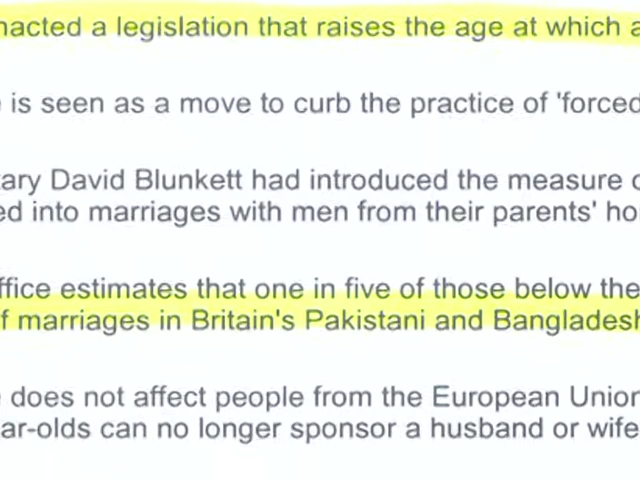 nacted a legislation that raises the age at which a
is seen as a move to curb the practice of 'forced
ary David Blunkett had introduced the measure
ed into marriages with men from their parents' ho
ffice estimates that one in five of those below the
f marriages in Britain's Pakistani and Bangladesh
does not affect people from the European Union
ar-olds can no longer sponsor a husband or wife